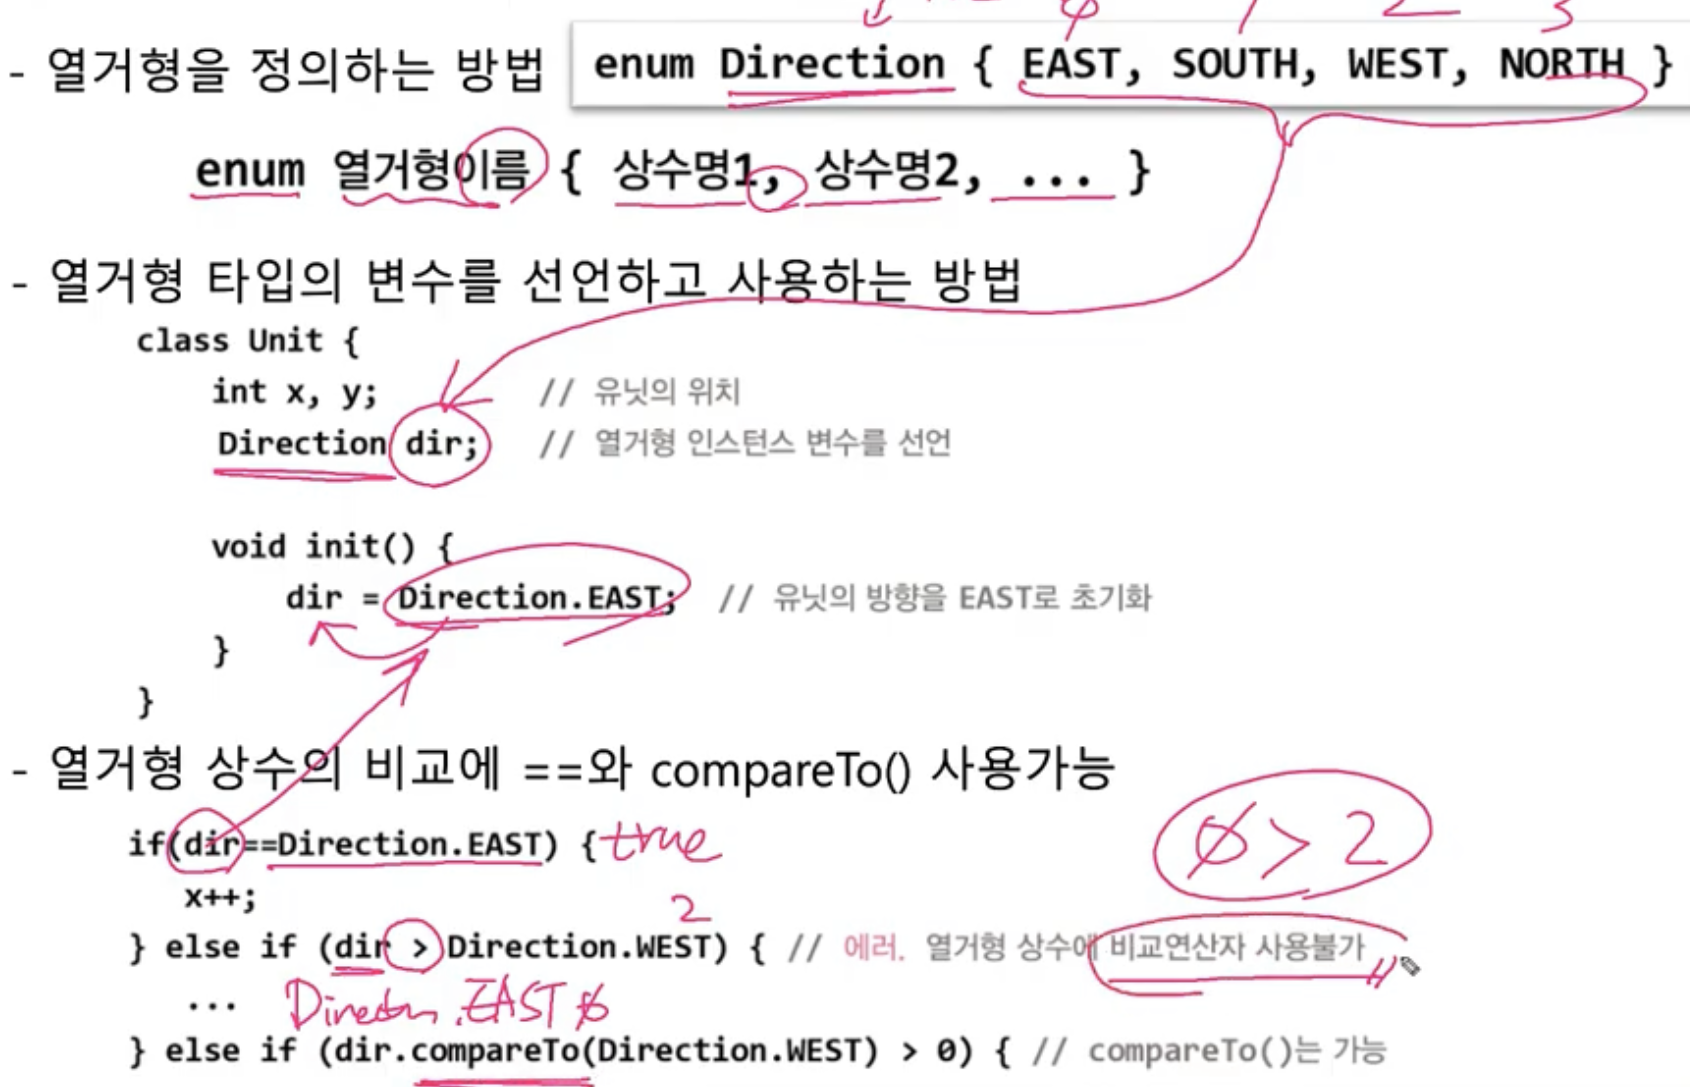 0 1 2 3
- 열거형을 정의하는 방법 enum Direction { EAST, SOUTH, WEST, NORTH }
enum 열거형이름 { 상수명1, 상수명2, ... }
- 열거형 타입의 변수를 선언하고 사용하는 방법
class Unit {
int x, y; // 유닛의 위치
Direction dir; // 열거형 인스턴스 변수를 선언
void init() {
dir = Direction.EAST; // 유닛의 방향을 EAST로 초기화
}
}
- 열거형 상수의 비교에 ==와 compareTo() 사용가능
if(dir==Direction.EAST) { true
0 > 2
x++;
2
} else if (dir > Direction.WEST) { // 에러. 열거형 상수에 비교연산자 사용불가
... Direction.EAST 0
} else if (dir.compareTo(Direction.WEST) > 0) { // compareTo()는 가능